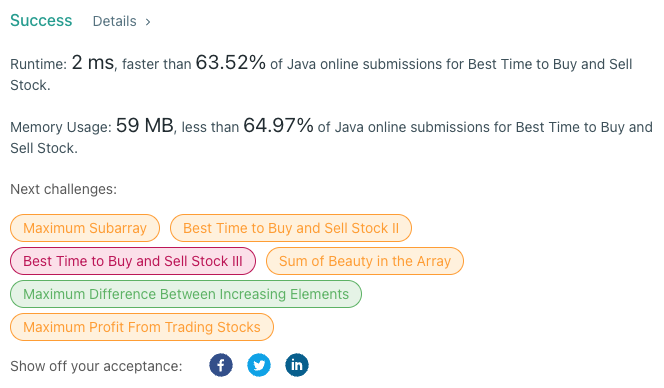 Success Details >
Runtime: 2 ms, faster than 63.52% of Java online submissions for Best Time to Buy and Sell
Stock.
Memory Usage: 59 MB, less than 64.97% of Java online submissions for Best Time to Buy and
Sell Stock.
Next challenges:
Maximum Subarray Best Time to Buy and Sell Stock II
Best Time to Buy and Sell Stock III Sum of Beauty in the Array
Maximum Difference Between Increasing Elements
Maximum Profit From Trading Stocks
Show off your acceptance: f in